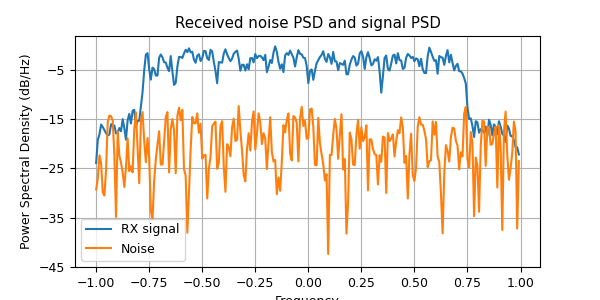 Received noise PSD and signal PSD
Power Spectral Density (dB/Hz)
−5
−15
−25
−35
−45
RX signal
Noise
−1.00 −0.75 −0.50 −0.25 0.00 0.25 0.50 0.75 1.00
Frequency